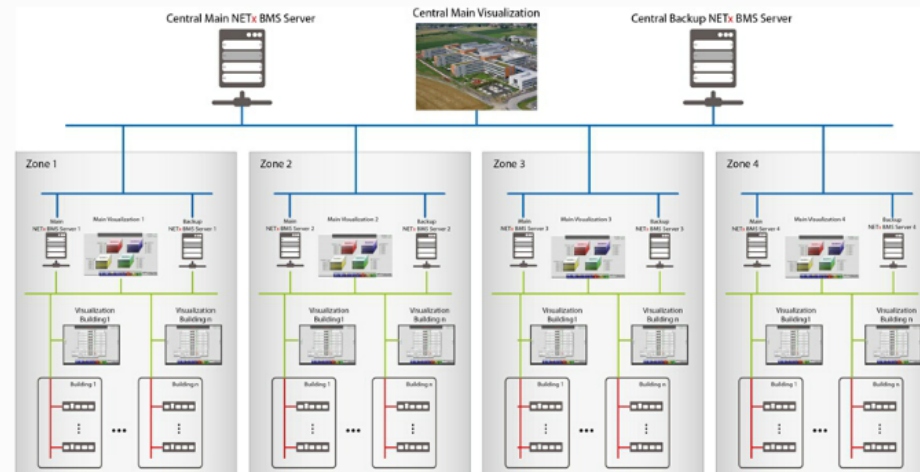 Central Main NETx BMS Server
Central Main Visualization
Central Backup NETx BMS Server
Zone 1
Main
NETx BMS Server 1
Main Visualization 1
Backup
NETx BMS Server 1
Visualization
Building1
Visualization
Building n
Building 1
Building n
...
Zone 2
Main
NETx BMS Server 2
Main Visualization 2
Backup
NETx BMS Server 2
Visualization
Building1
Visualization
Building n
Building 1
Building n
...
Zone 3
Main
NETx BMS Server 3
Main Visualization 3
Backup
NETx BMS Server 3
Visualization
Building1
Visualization
Building n
Building 1
Building n
...
Zone 4
Main
NETx BMS Server 4
Main Visualization 4
Backup
NETx BMS Server 4
Visualization
Building1
Visualization
Building n
Building 1
Building n
...